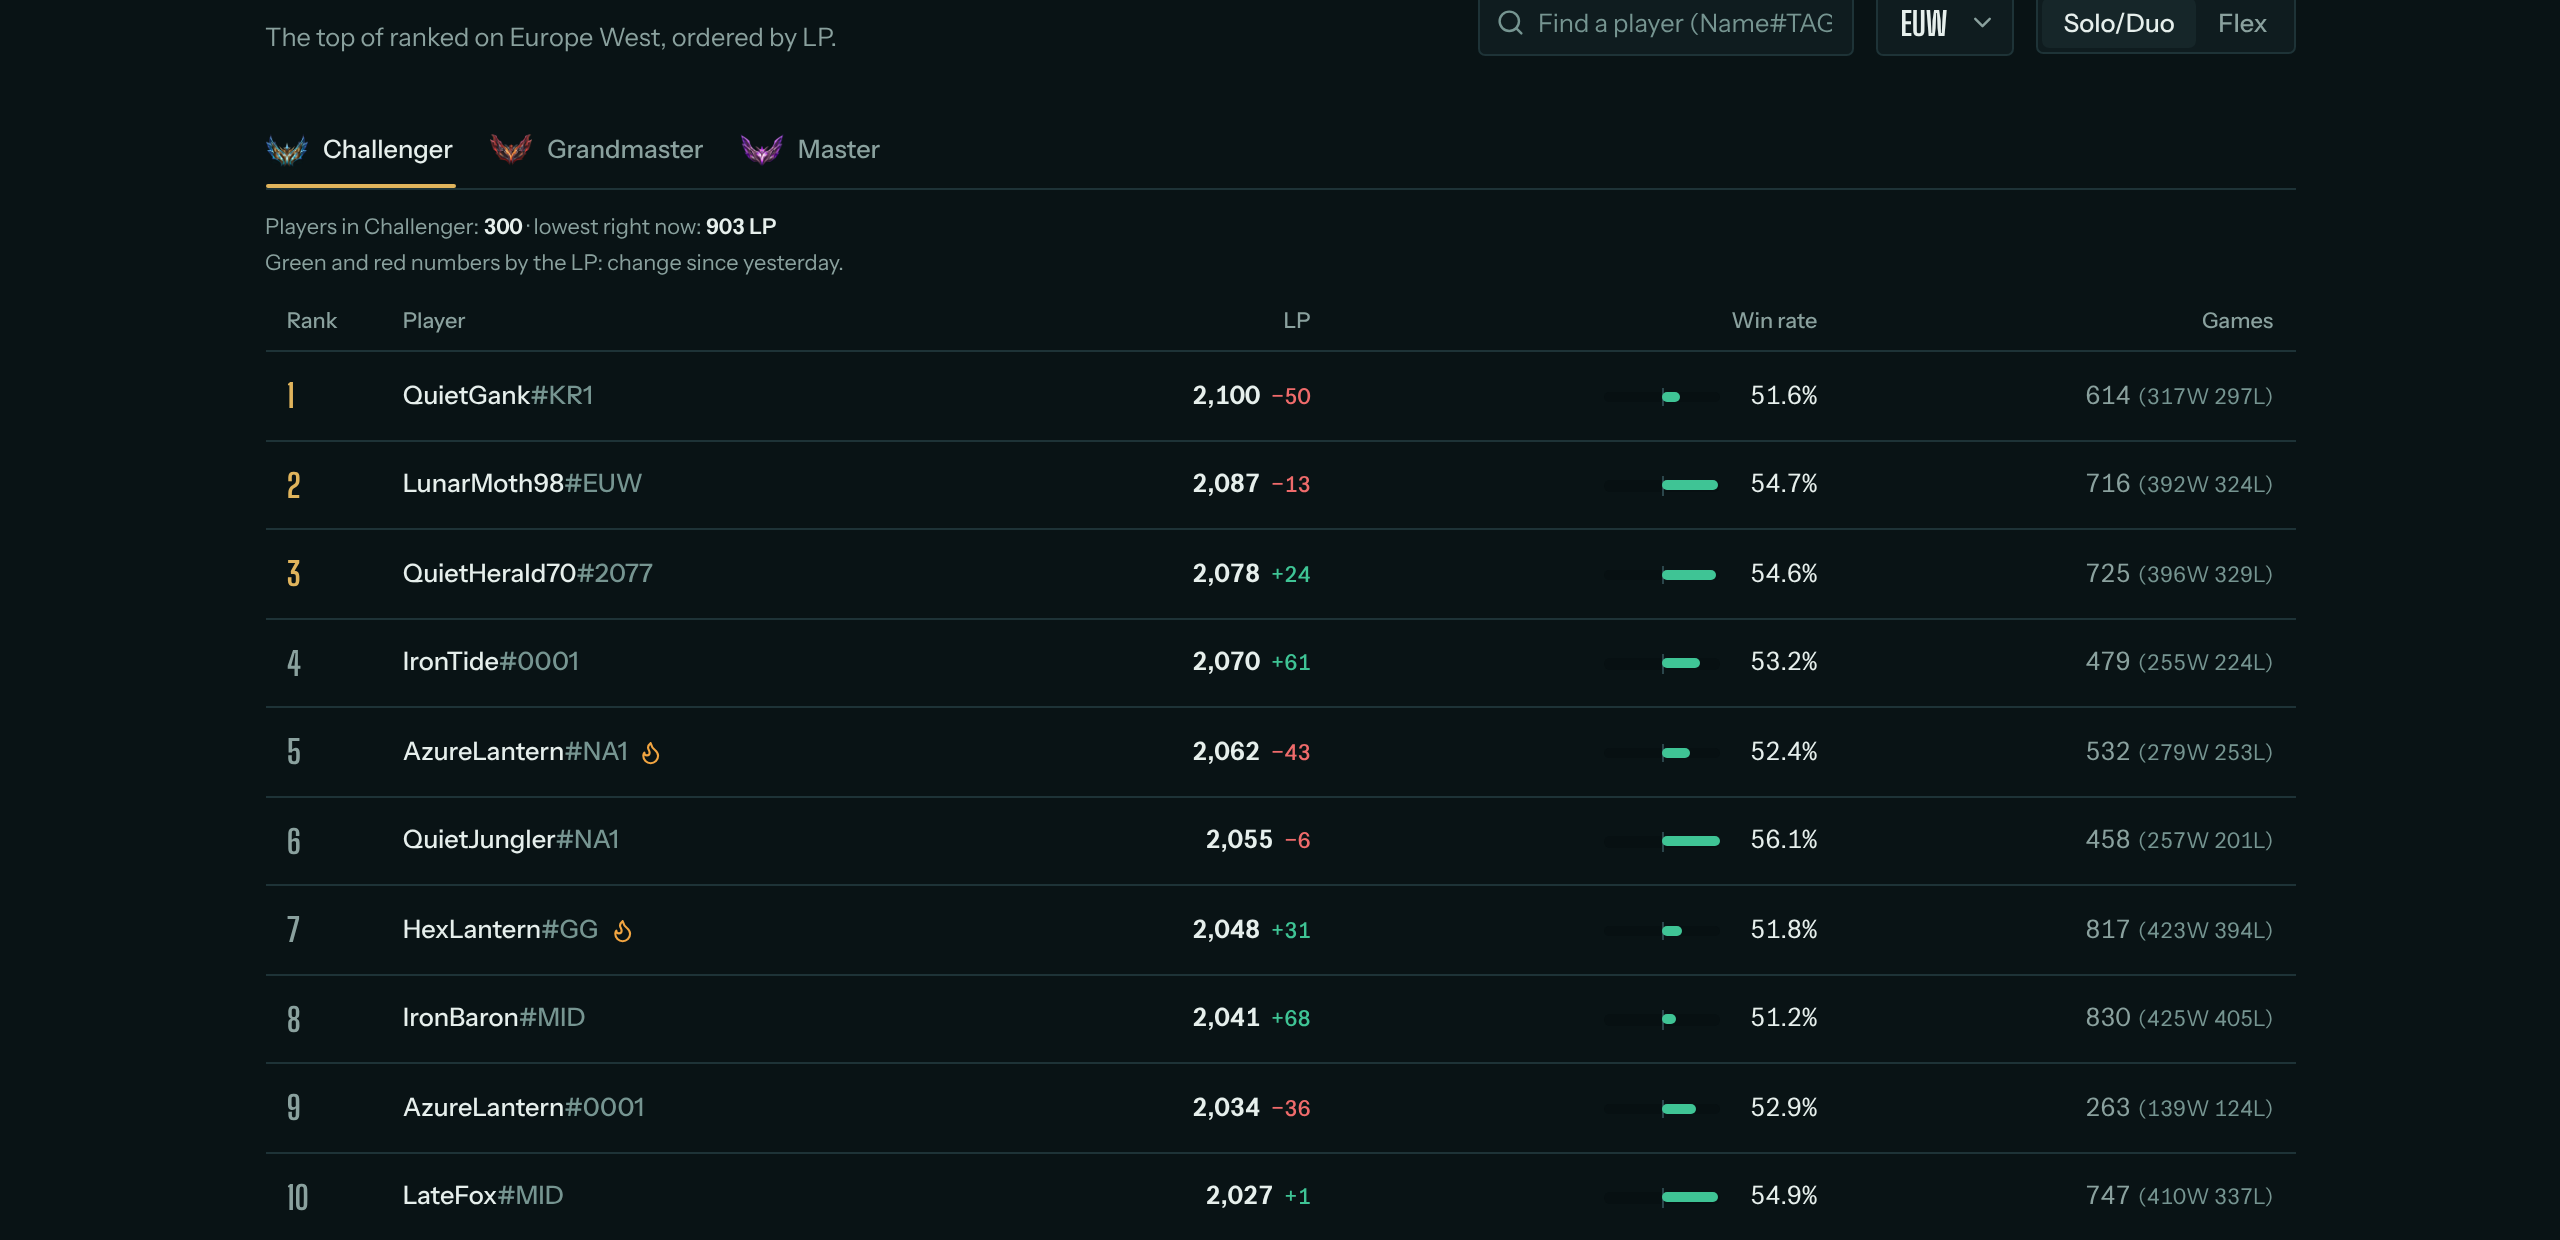 The top of ranked on Europe West, ordered by LP.
Find a player (Name#TAG
EUW
Solo/Duo Flex
Challenger Grandmaster Master
Players in Challenger: 300 · lowest right now: 903 LP
Green and red numbers by the LP: change since yesterday.
Rank Player LP Win rate Games
1 QuietGank#KR1 2,100 −50 51.6% 614 (317W 297L)
2 LunarMoth98#EUW 2,087 −13 54.7% 716 (392W 324L)
3 QuietHerald70#2077 2,078 +24 54.6% 725 (396W 329L)
4 IronTide#0001 2,070 +61 53.2% 479 (255W 224L)
5 AzureLantern#NA1 2,062 −43 52.4% 532 (279W 253L)
6 QuietJungler#NA1 2,055 −6 56.1% 458 (257W 201L)
7 HexLantern#GG 2,048 +31 51.8% 817 (423W 394L)
8 IronBaron#MID 2,041 +68 51.2% 830 (425W 405L)
9 AzureLantern#0001 2,034 −36 52.9% 263 (139W 124L)
10 LateFox#MID 2,027 +1 54.9% 747 (410W 337L)